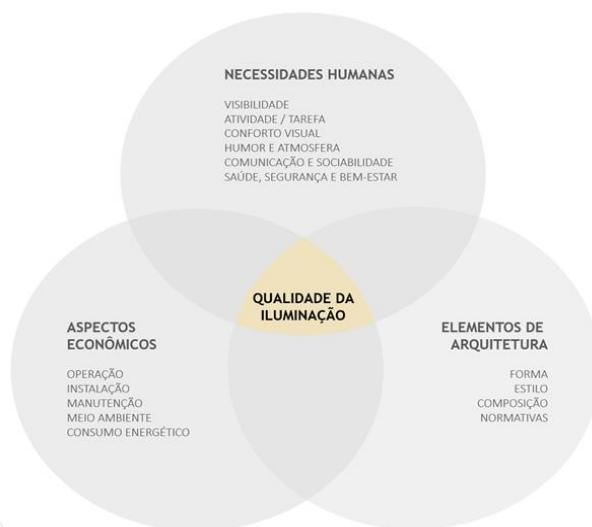 NECESSIDADES HUMANAS
VISIBILIDADE
ATIVIDADE / TAREFA
CONFORTO VISUAL
HUMOR E ATMOSFERA
COMUNICAÇÃO E SOCIABILIDADE
SAÚDE, SEGURANÇA E BEM-ESTAR
QUALIDADE DA
ILUMINAÇÃO
ASPECTOS
ECONÔMICOS
OPERAÇÃO
INSTALAÇÃO
MANUTENÇÃO
MEIO AMBIENTE
CONSUMO ENERGÉTICO
ELEMENTOS DE
ARQUITETURA
FORMA
ESTILO
COMPOSIÇÃO
NORMATIVAS